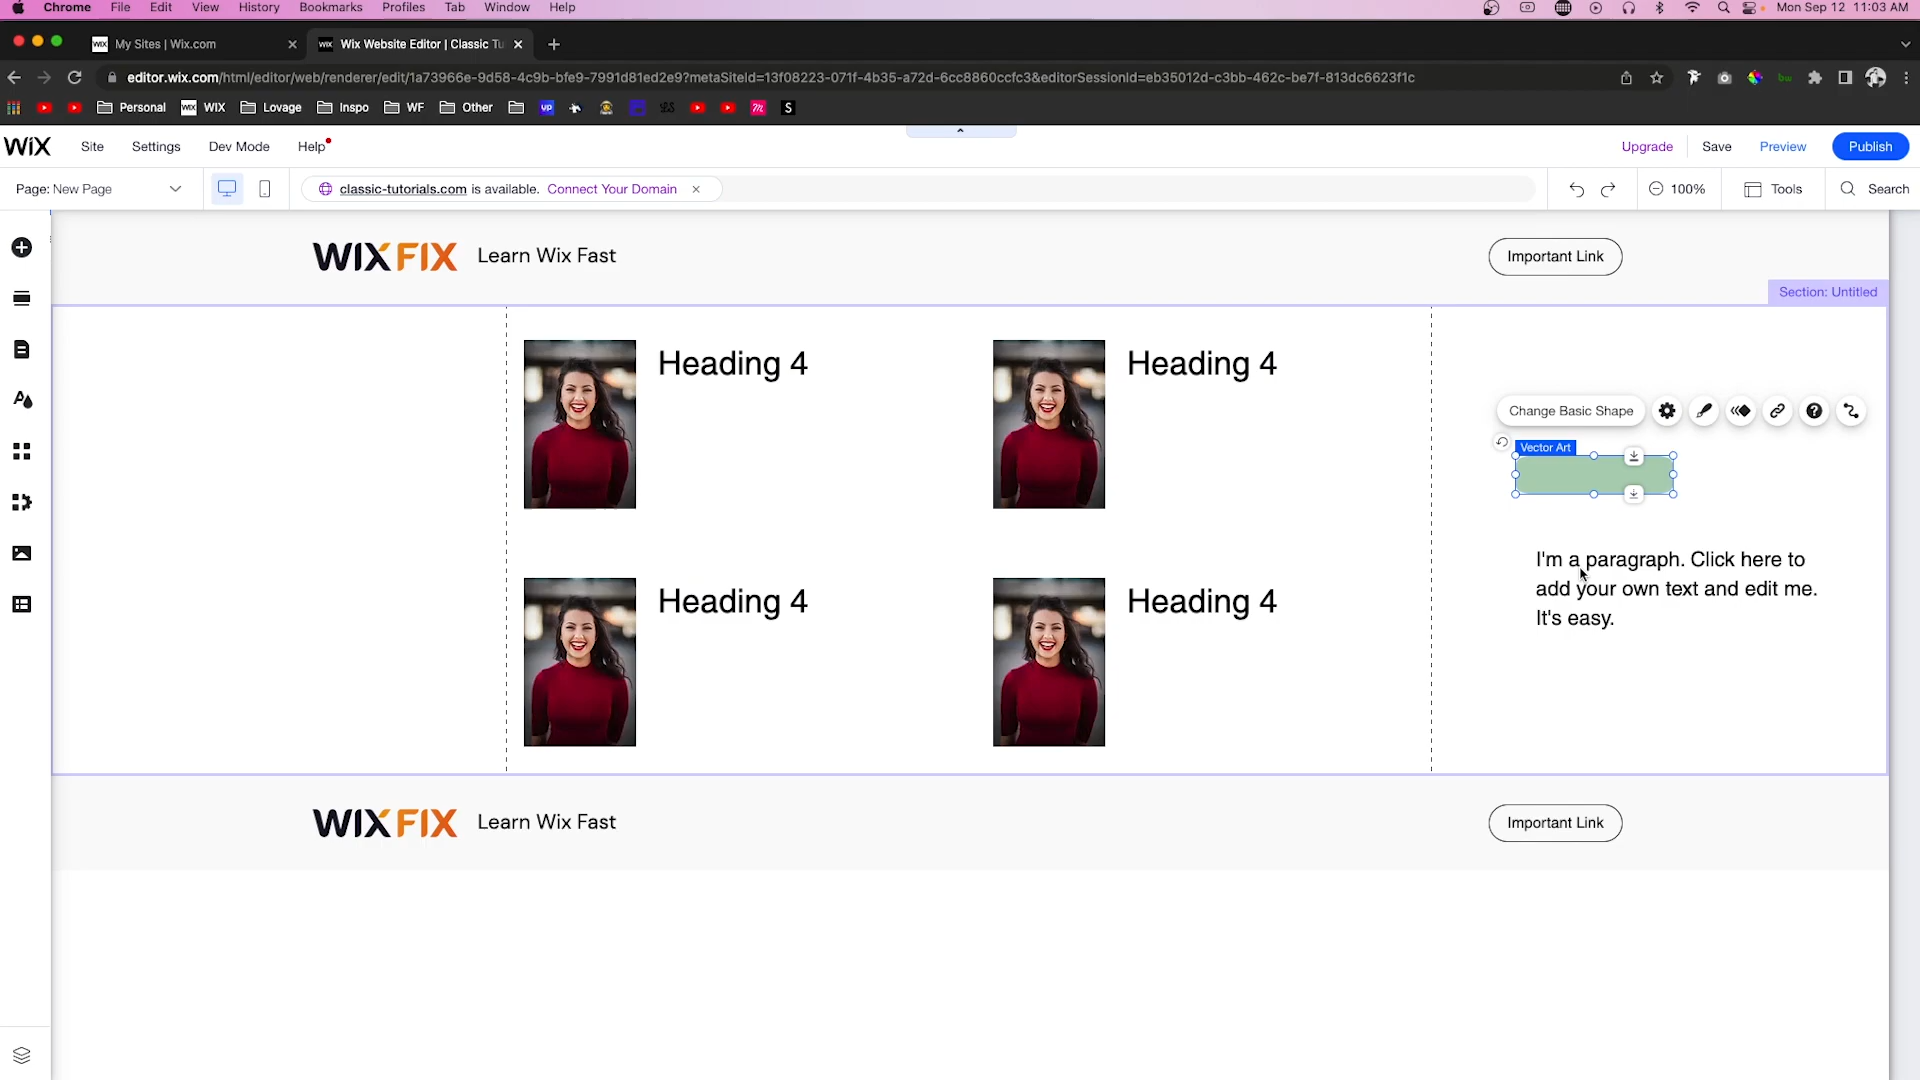 Chrome File Edit View History Bookmarks Profiles Tab Window Help Mon Sep 12 11:03 AM
WIX My Sites | Wix.com WIX Wix Website Editor | Classic Tu
editor.wix.com/html/editor/web/renderer/edit/1a73966e-9d58-4c9b-bfe9-7991d81ed2e9?metaSiteId=13f08223-071f-4b35-a72d-6cc8860ccfc3&editorSessionId=eb35012d-c3bb-462c-be7f-813dc6623f1c
Personal WIX WIX Lovage Inspo WF Other up S
WIX Site Settings Dev Mode Help Upgrade Save Preview Publish
Page: New Page classic-tutorials.com is available. Connect Your Domain 100% Tools Search
WIXFIX Learn Wix Fast Important Link
Section: Untitled
Heading 4 Heading 4
Change Basic Shape
Vector Art
I'm a paragraph. Click here to
add your own text and edit me.
It's easy.
Heading 4 Heading 4
WIXFIX Learn Wix Fast Important Link